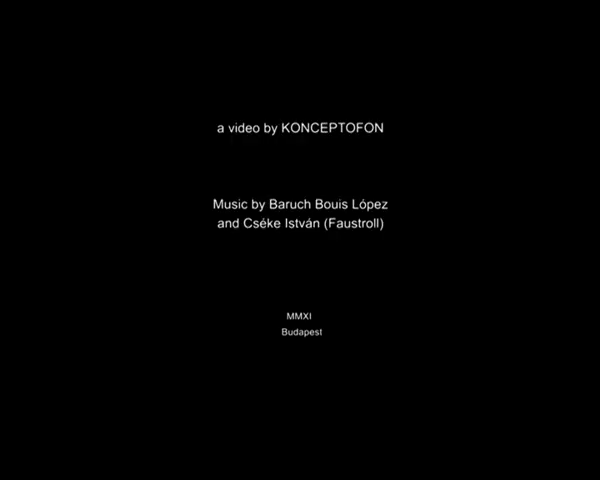 a video by KONCEPTOFON
Music by Baruch Bouis López
and Cséke István (Faustroll)
MMXI
Budapest